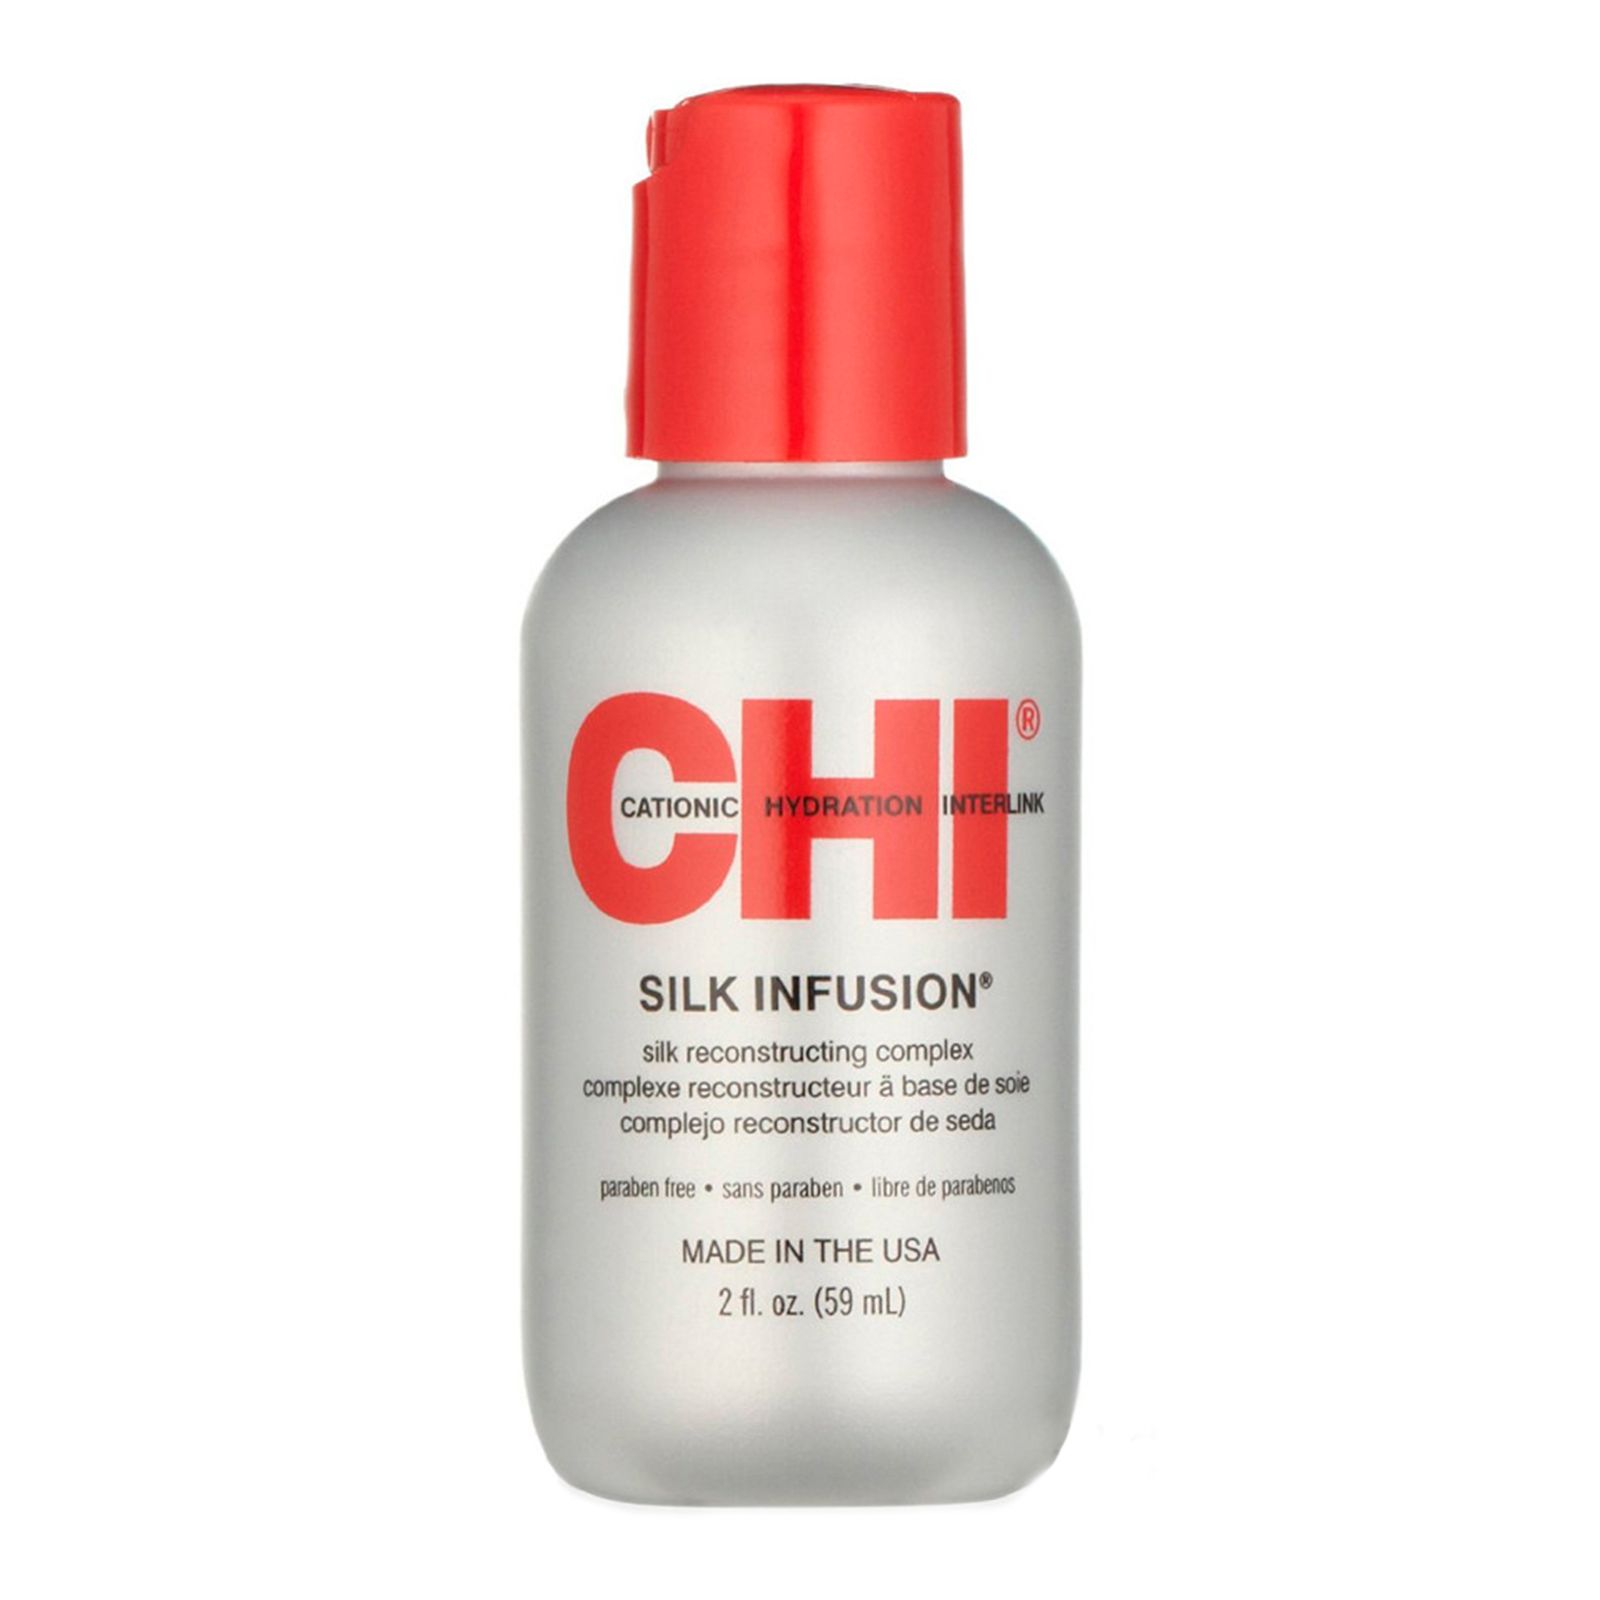 CHI®
CATIONIC HYDRATION INTERLINK
SILK INFUSION®
silk reconstructing complex
complexe reconstructeur ä base de soie
complejo reconstructor de seda
paraben free • sans paraben • libre de parabenos
MADE IN THE USA
2 fl. oz. (59 mL)